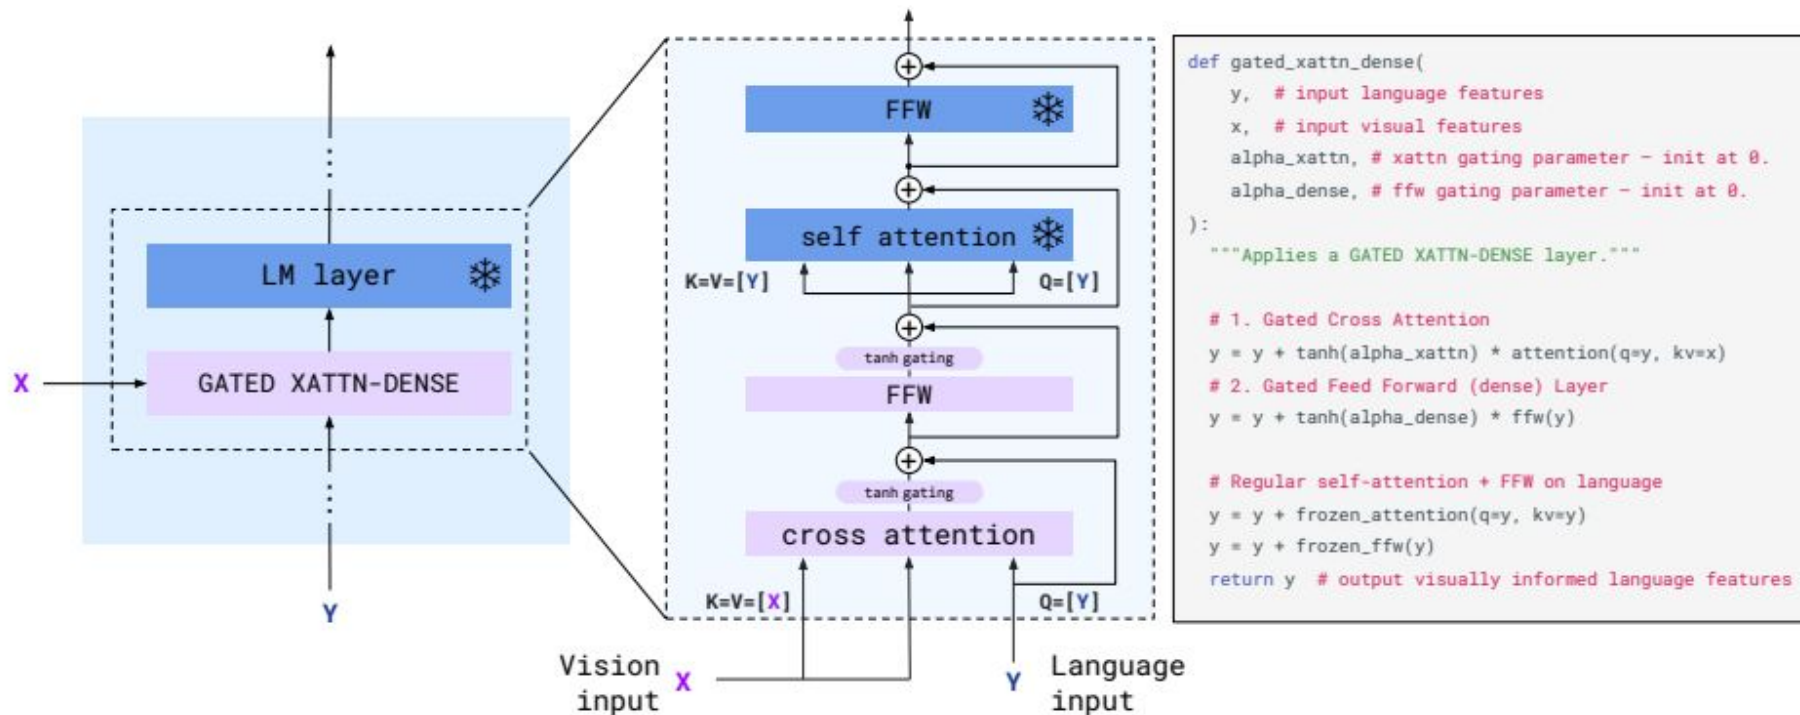 LM layer
X
GATED XATTN-DENSE
Y
FFW
self attention
K=V=[Y]
Q=[Y]
tanh gating
FFW
tanh gating
cross attention
K=V=[X]
Q=[Y]
Vision
input
X
Y
Language
input
def gated_xattn_dense(
y, # input language features
x, # input visual features
alpha_xattn, # xattn gating parameter – init at 0.
alpha_dense, # ffw gating parameter – init at 0.
):
"""Applies a GATED XATTN-DENSE layer."""
# 1. Gated Cross Attention
y = y + tanh(alpha_xattn) * attention(q=y, kv=x)
# 2. Gated Feed Forward (dense) Layer
y = y + tanh(alpha_dense) * ffw(y)
# Regular self-attention + FFW on language
y = y + frozen_attention(q=y, kv=y)
y = y + frozen_ffw(y)
return y # output visually informed language features